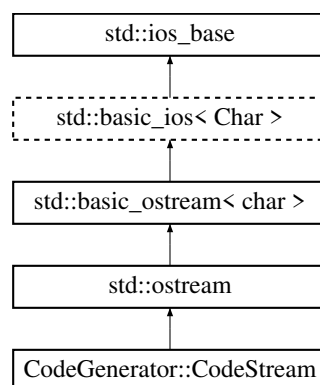 std::ios_base
std::basic_ios< Char >
std::basic_ostream< char >
std::ostream
CodeGenerator::CodeStream